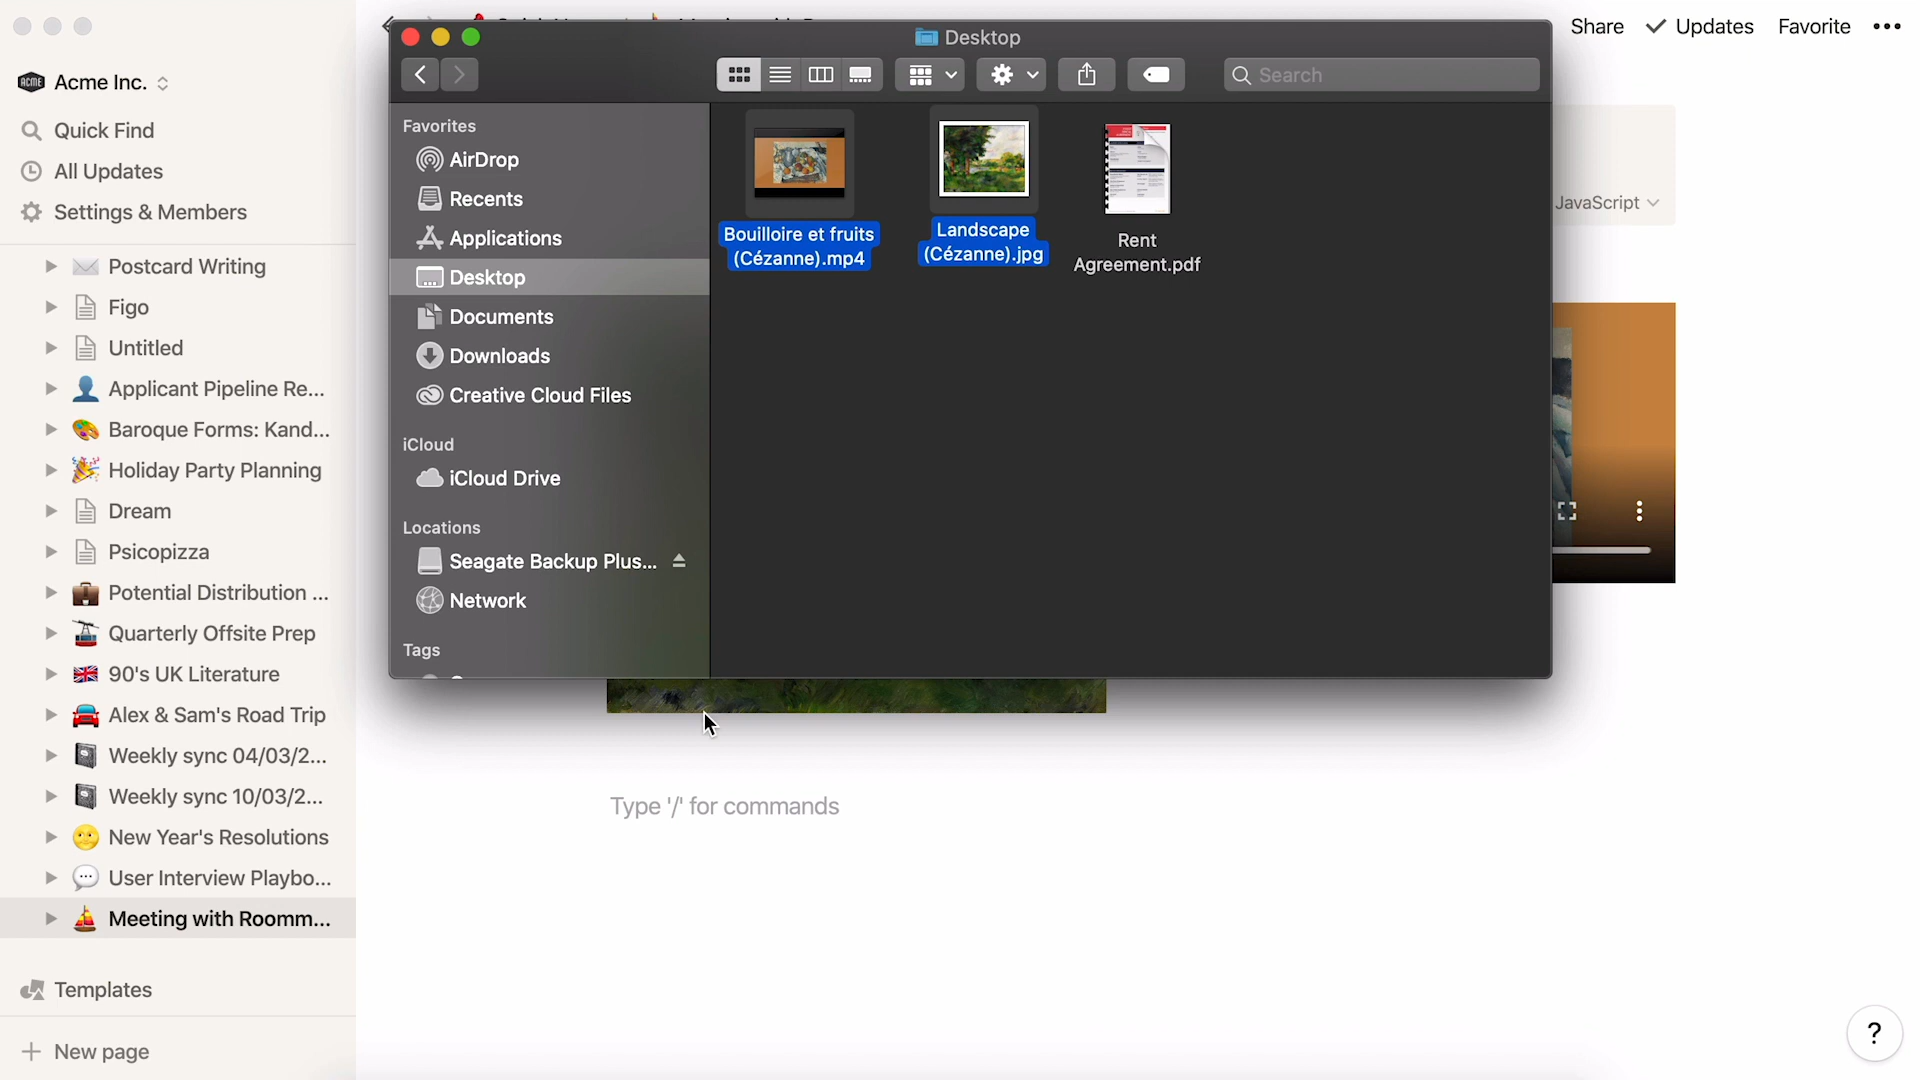 Share
Updates
Favorite
Acme Inc.
Quick Find
All Updates
Settings & Members
Postcard Writing
Figo
Untitled
Applicant Pipeline Re...
Baroque Forms: Kand...
Holiday Party Planning
Dream
Psicopizza
Potential Distribution ...
Quarterly Offsite Prep
90's UK Literature
Alex & Sam's Road Trip
Weekly sync 04/03/2...
Weekly sync 10/03/2...
New Year's Resolutions
User Interview Playbo...
Meeting with Roomm...
Templates
New page
Desktop
Search
Favorites
AirDrop
Recents
Applications
Desktop
Documents
Downloads
Creative Cloud Files
iCloud
iCloud Drive
Locations
Seagate Backup Plus...
Network
Tags
Bouilloire et fruits
(Cézanne).mp4
Landscape
(Cézanne).jpg
Rent
Agreement.pdf
JavaScript
Type '/' for commands
?